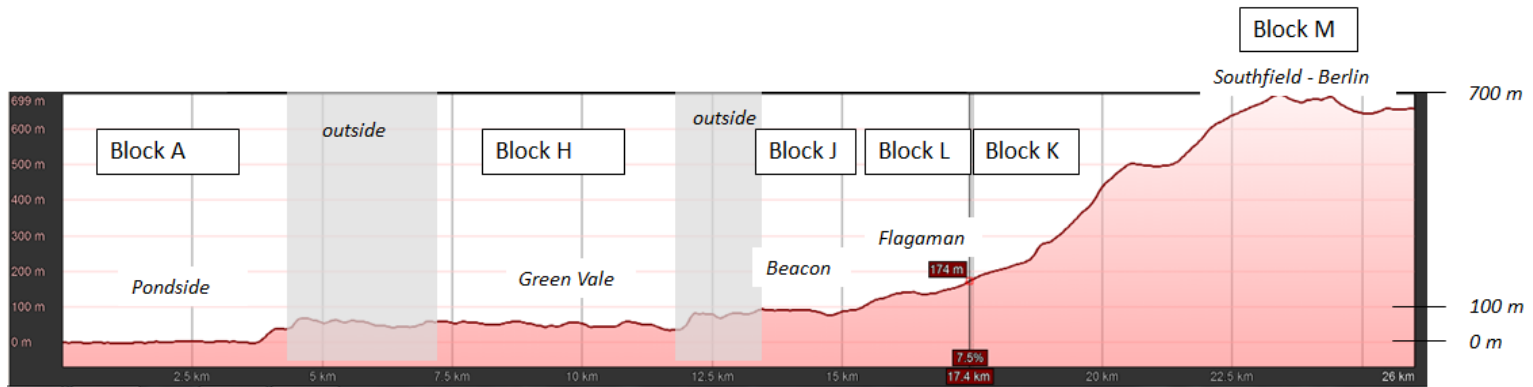 Block M
Southfield - Berlin
699 m
700 m
outside
outside
600 m
Block A
Block H
Block J
Block L
Block K
500 m
400 m
300 m
Flagaman
174 m
Beacon
Green Vale
Pondside
200 m
100 m
100 m
0 m
0 m
7.5%
2.5 km
5 km
7.5 km
10 km
12.5 km
15 km
17.4 km
20 km
22.5 km
26 km